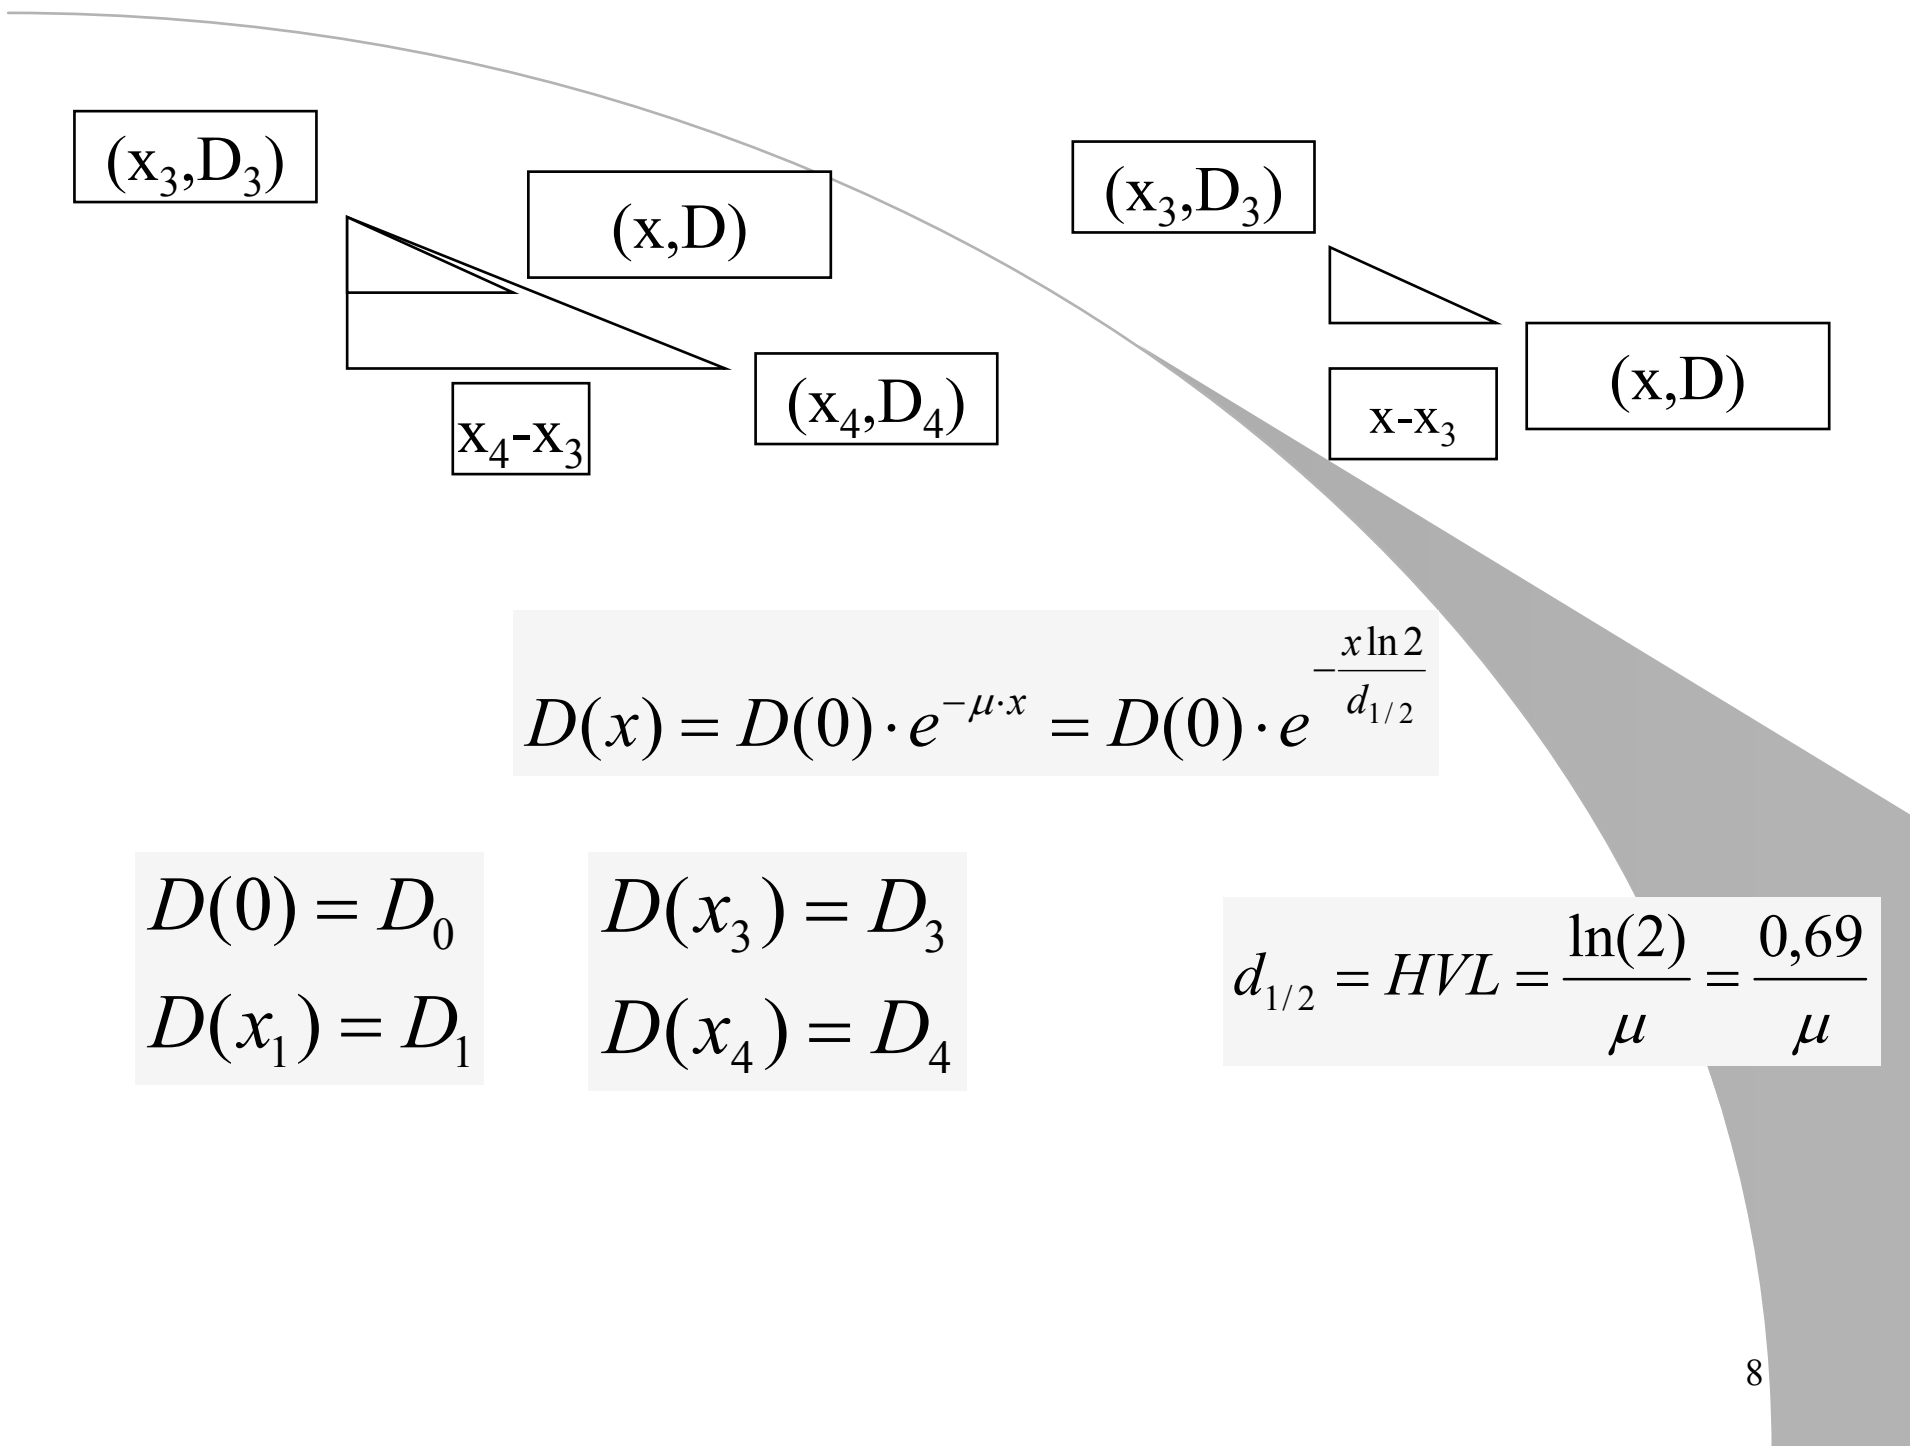 (x₃,D₃)
(x,D)
(x₄,D₄)
x₄-x₃
(x₃,D₃)
(x,D)
x-x₃
D(x) = D(0)·e^(−μ·x) = D(0)·e^(−(x ln 2)/(d₁/₂))
D(0) = D₀
D(x₁) = D₁
D(x₃) = D₃
D(x₄) = D₄
d₁/₂ = HVL = ln(2)/μ = 0,69/μ
8